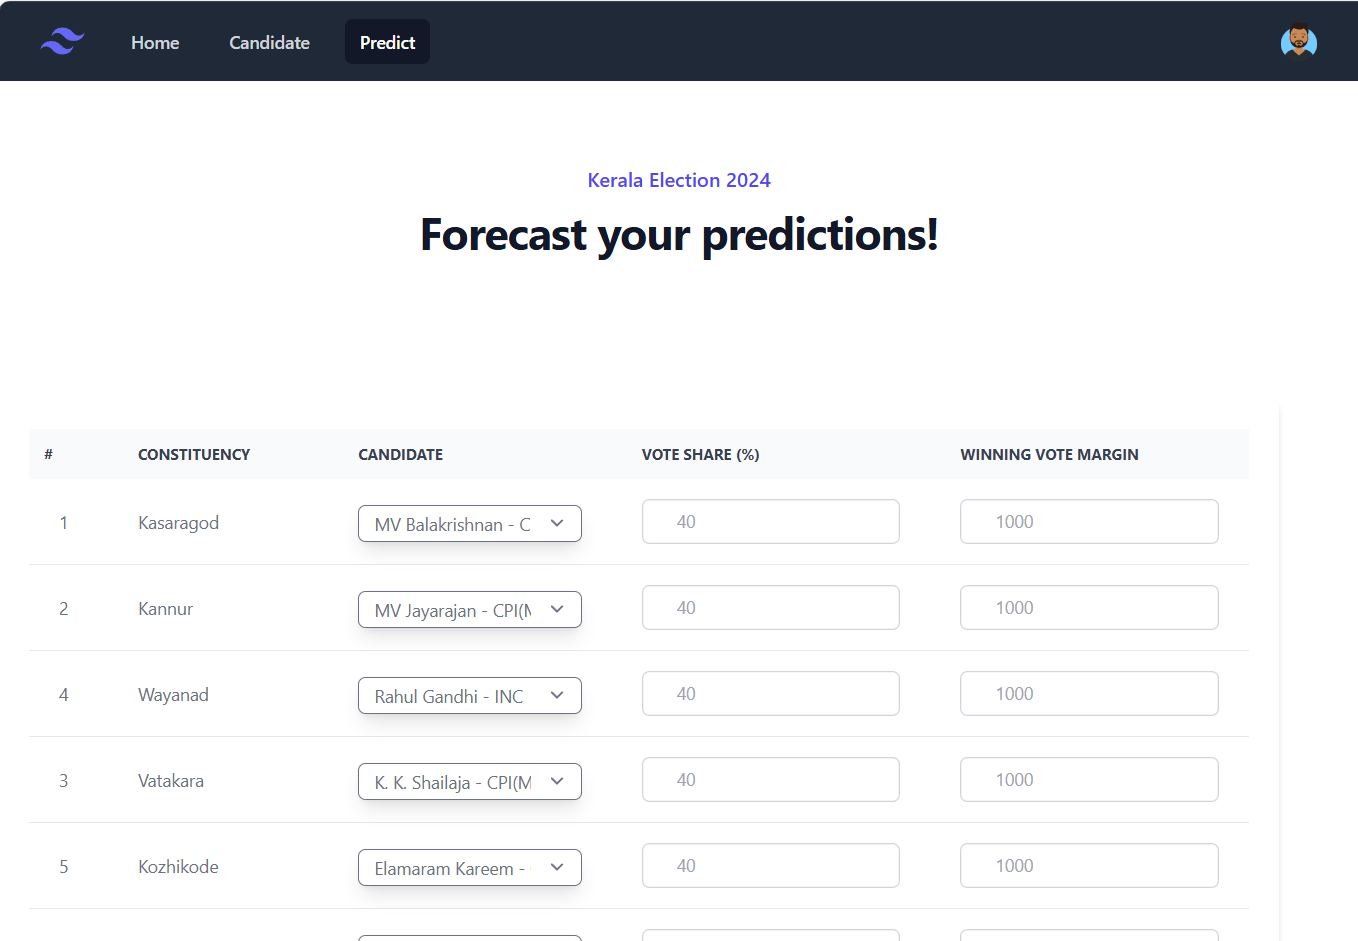 Home Candidate Predict
Kerala Election 2024
Forecast your predictions!
# CONSTITUENCY CANDIDATE VOTE SHARE (%) WINNING VOTE MARGIN
1 Kasaragod MV Balakrishnan - C 40 1000
2 Kannur MV Jayarajan - CPI(M 40 1000
4 Wayanad Rahul Gandhi - INC 40 1000
3 Vatakara K. K. Shailaja - CPI(M 40 1000
5 Kozhikode Elamaram Kareem - 40 1000